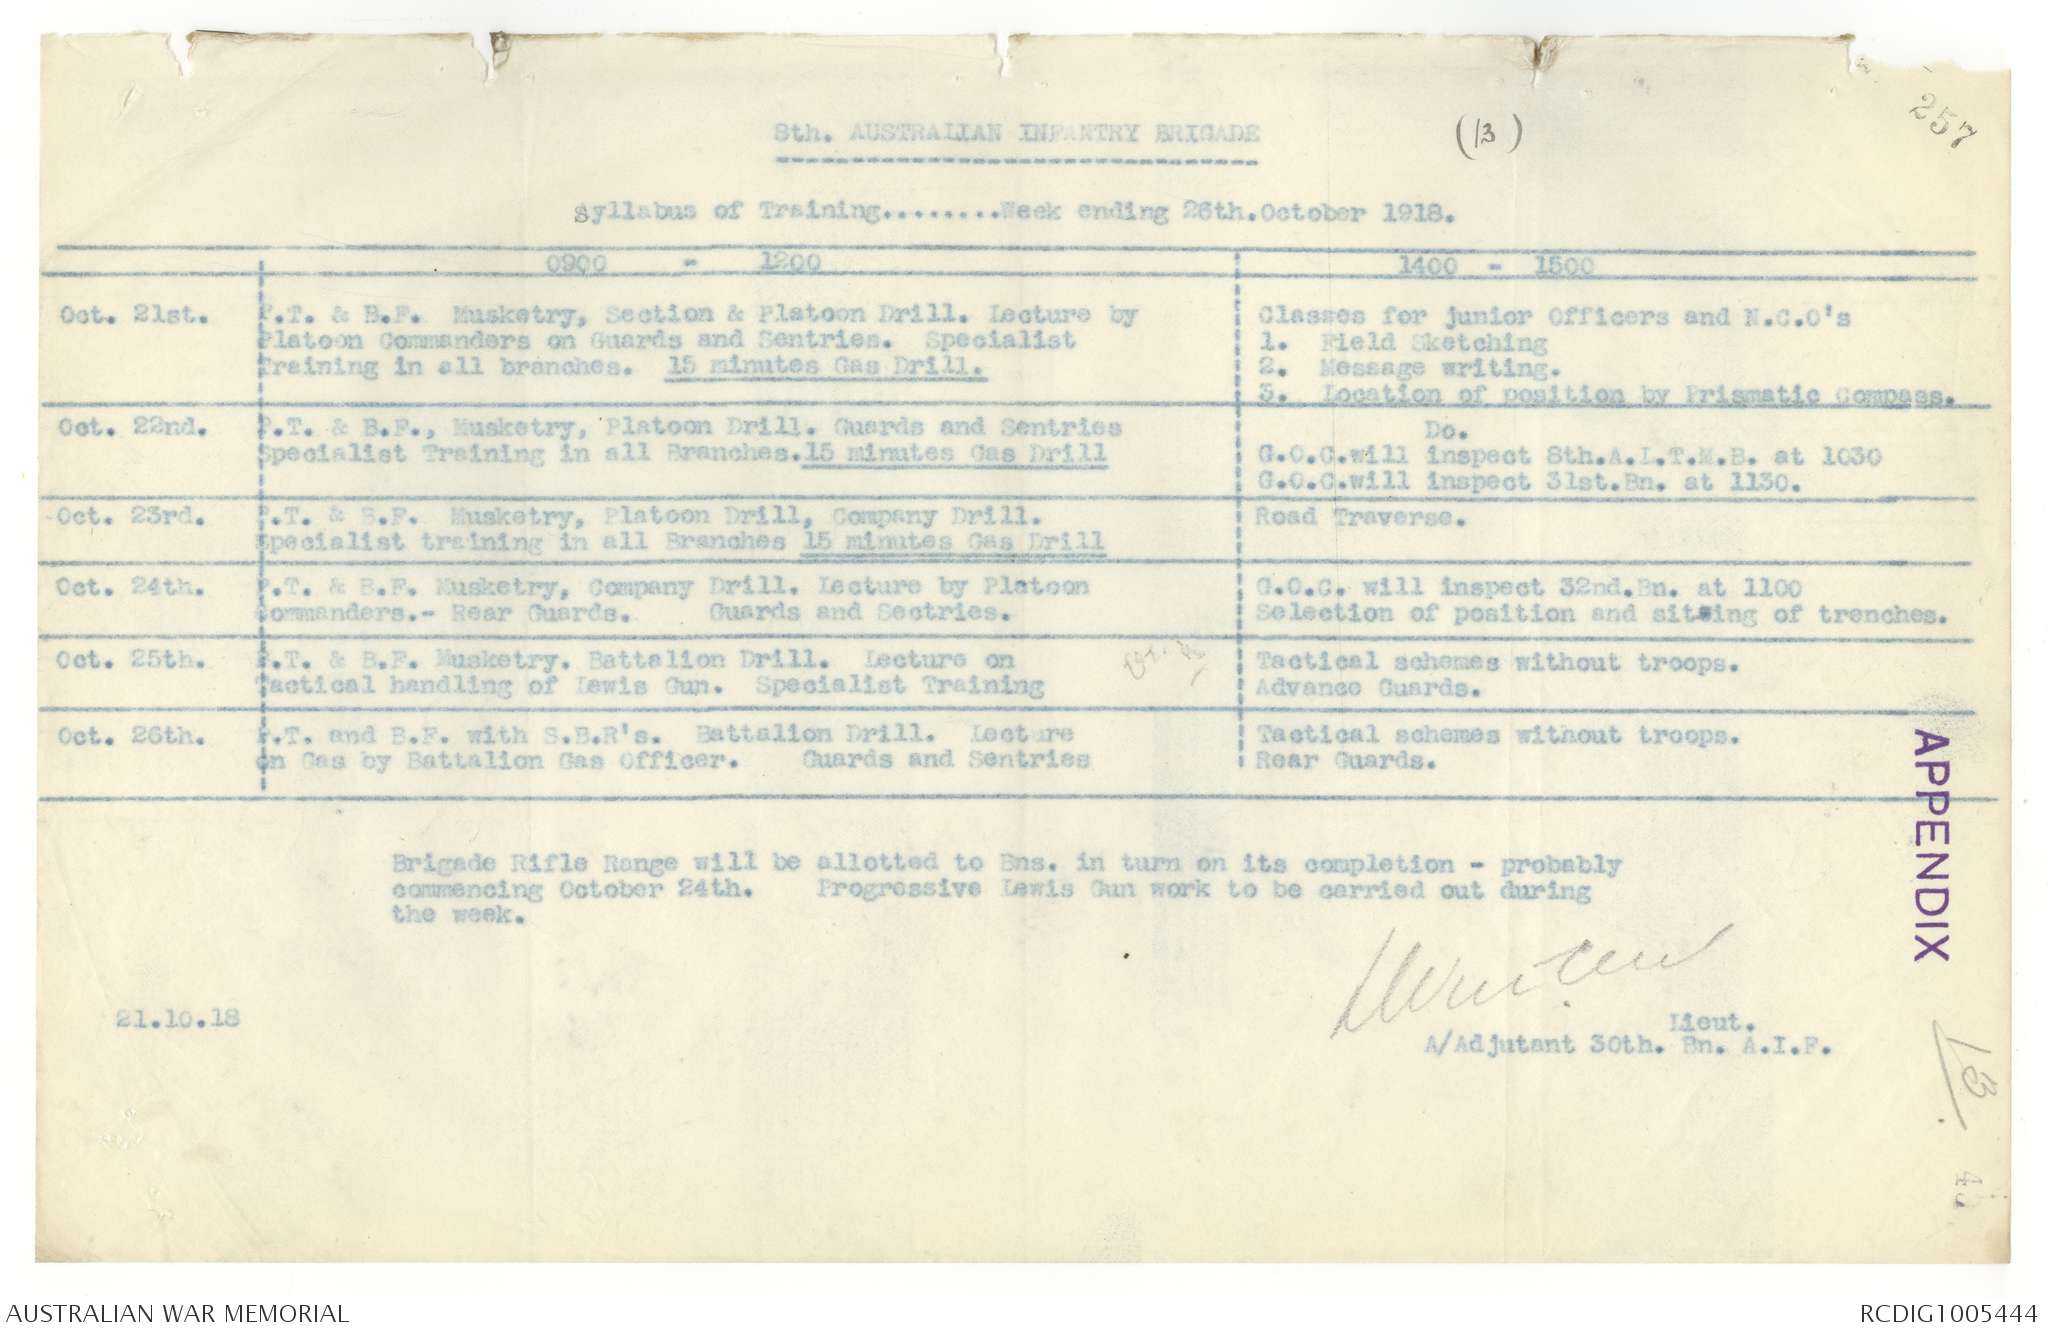 257
8th. AUSTRALIAN INFANTRY BRIGADE
(13)
Syllabus of Training........Week ending 26th.October 1918.
0900 - 1200
1400 - 1500
Oct. 21st.
P.T. & B.F. Musketry, Section & Platoon Drill. Lecture by
Platoon Commanders on Guards and Sentries. Specialist
Training in all branches. 15 minutes Gas Drill.
Classes for junior Officers and N.C.O's
1. Field Sketching
2. Message writing.
3. Location of position by Prismatic Compass.
Oct. 22nd.
P.T. & B.F., Musketry, Platoon Drill. Guards and Sentries
Specialist Training in all Branches.15 minutes Gas Drill
Do.
G.O.C.will inspect 8th.A.L.T.M.B. at 1030
G.O.C.will inspect 31st.Bn. at 1130.
Oct. 23rd.
P.T. & B.F. Musketry, Platoon Drill, Company Drill.
Specialist training in all Branches 15 minutes Gas Drill
Road Traverse.
Oct. 24th.
P.T. & B.F. Musketry, Company Drill. Lecture by Platoon
Commanders.- Rear Guards. Guards and Sectries.
G.O.C. will inspect 32nd.Bn. at 1100
Selection of position and siting of trenches.
Oct. 25th.
P.T. & B.F. Musketry. Battalion Drill. Lecture on
Tactical handling of Lewis Gun. Specialist Training
Tactical schemes without troops.
Advance Guards.
Oct. 26th.
P.T. and B.F. with S.B.R's. Battalion Drill. Lecture
on Gas by Battalion Gas Officer. Guards and Sentries
Tactical schemes without troops.
Rear Guards.
APPENDIX
Brigade Rifle Range will be allotted to Bns. in turn on its completion - probably
commencing October 24th. Progressive Lewis Gun work to be carried out during
the week.
21.10.18
Lieut.
A/Adjutant 30th. Bn. A.I.F.
13.
AUSTRALIAN WAR MEMORIAL
RCDIG1005444